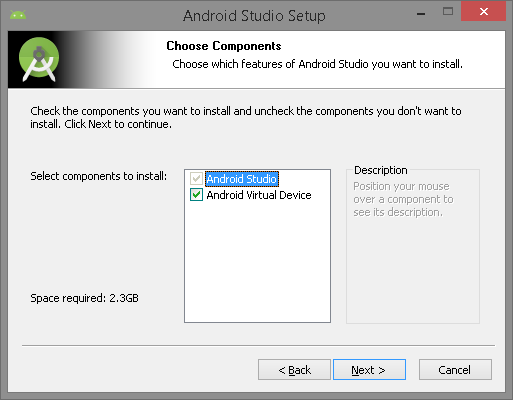 Android Studio Setup
Choose Components
Choose which features of Android Studio you want to install.
Check the components you want to install and uncheck the components you don't want to
install. Click Next to continue.
Select components to install:
Android Studio
Android Virtual Device
Description
Position your mouse
over a component to
see its description.
Space required: 2.3GB
< Back
Next >
Cancel